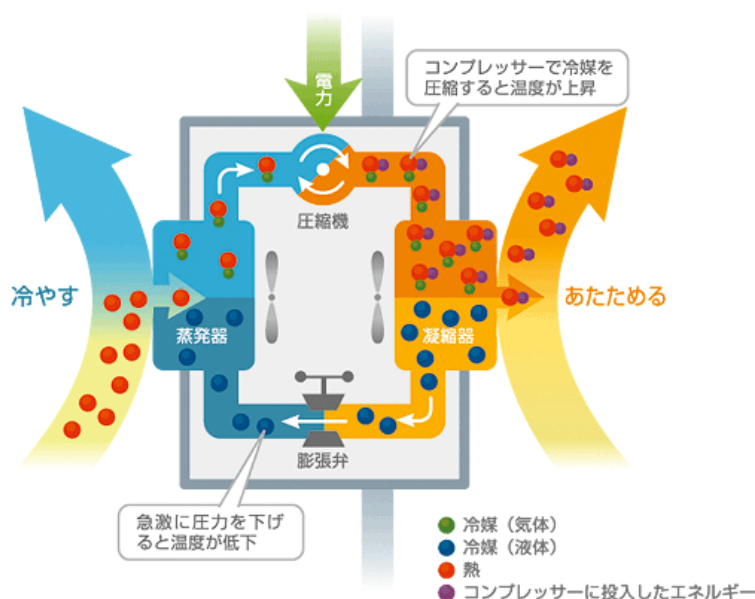 電力
コンプレッサーで冷媒を
圧縮すると温度が上昇
圧縮機
冷やす
あたためる
蒸発器
凝縮器
膨張弁
急激に圧力を下げ
ると温度が低下
冷媒（気体）
冷媒（液体）
熱
コンプレッサーに投入したエネルギー